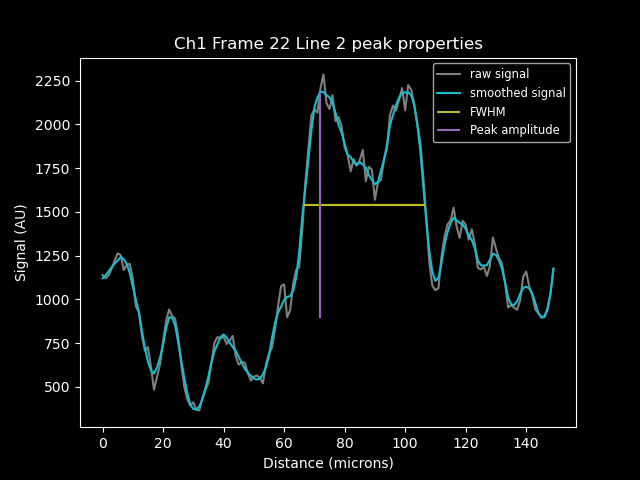 Ch1 Frame 22 Line 2 peak properties
raw signal
smoothed signal
FWHM
Peak amplitude
Signal (AU)
2250
2000
1750
1500
1250
1000
750
500
0 20 40 60 80 100 120 140
Distance (microns)